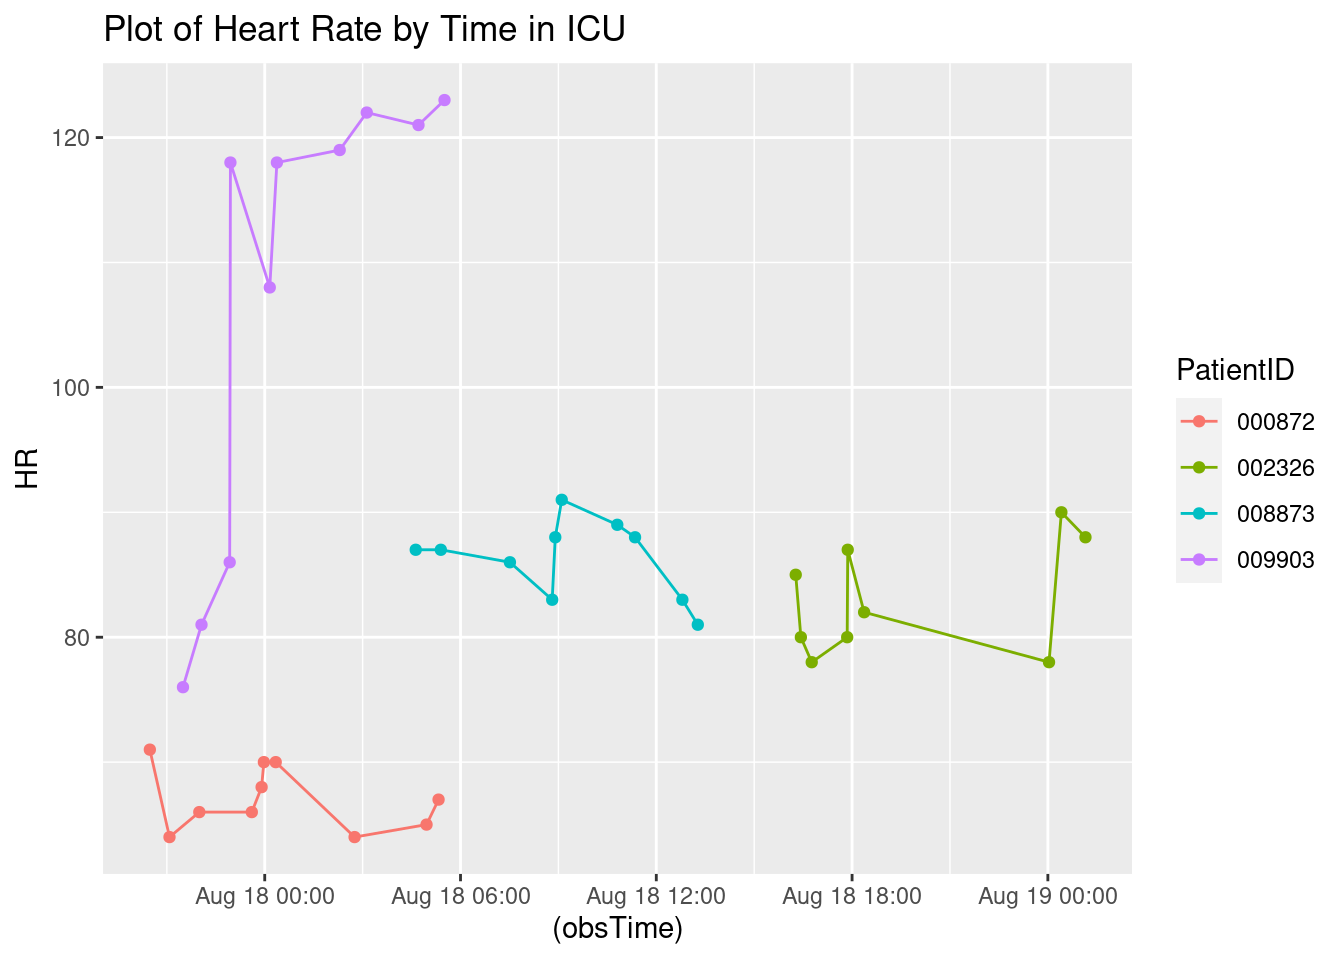 Plot of Heart Rate by Time in ICU
120
100
80
HR
Aug 18 00:00
Aug 18 06:00
Aug 18 12:00
Aug 18 18:00
Aug 19 00:00
(obsTime)
PatientID
000872
002326
008873
009903